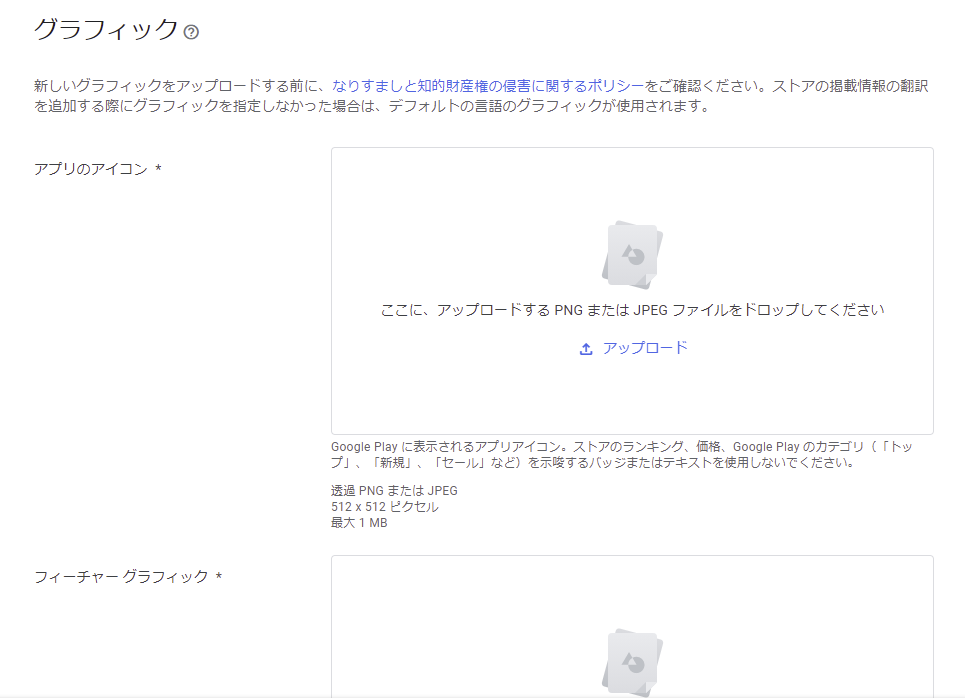 グラフィック
新しいグラフィックをアップロードする前に、なりすましと知的財産権の侵害に関するポリシーをご確認ください。ストアの掲載情報の翻訳
を追加する際にグラフィックを指定しなかった場合は、デフォルトの言語のグラフィックが使用されます。
アプリのアイコン *
ここに、アップロードする PNG または JPEG ファイルをドロップしてください
アップロード
Google Play に表示されるアプリアイコン。ストアのランキング、価格、Google Play のカテゴリ（「トッ
プ」、「新規」、「セール」など）を示唆するバッジまたはテキストを使用しないでください。
透過 PNG または JPEG
512 x 512 ピクセル
最大 1 MB
フィーチャー グラフィック *